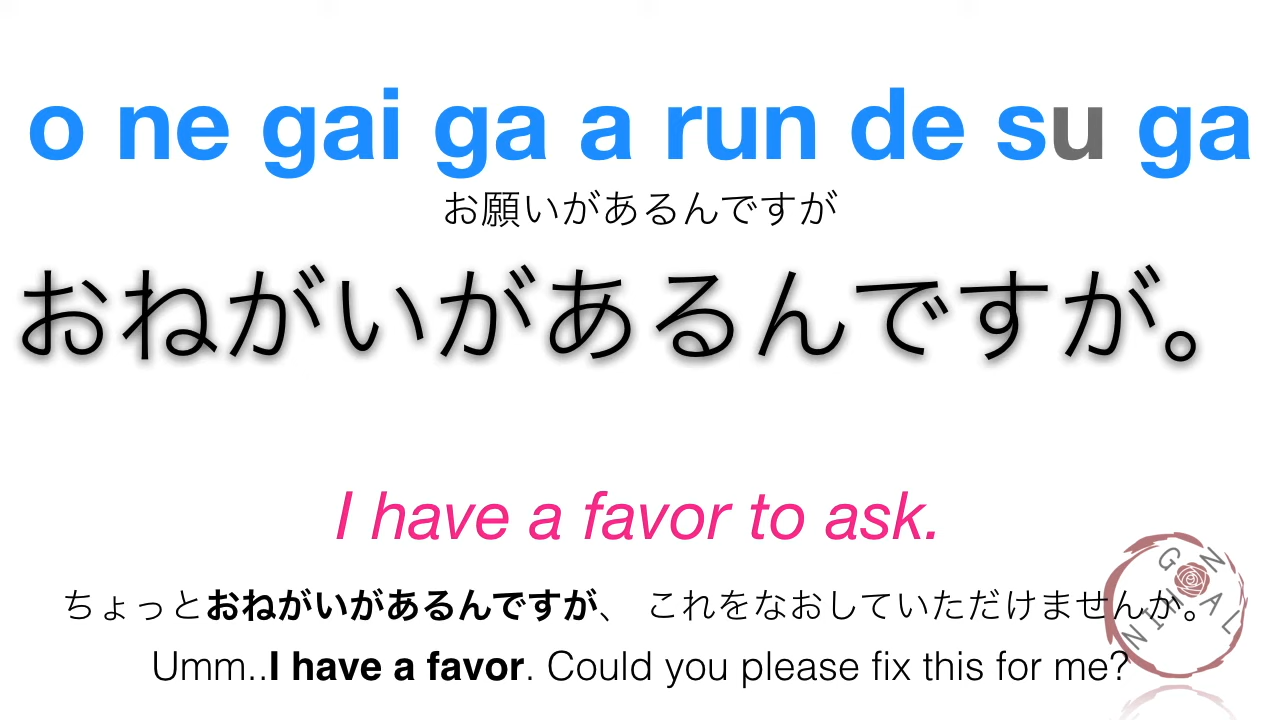 o ne gai ga a run de su ga
お願いがあるんですが
おねがいがあるんですが。
I have a favor to ask.
ちょっとおねがいがあるんですが、 これをなおしていただけませんか。
Umm..I have a favor. Could you please fix this for me?
NIHONGAL